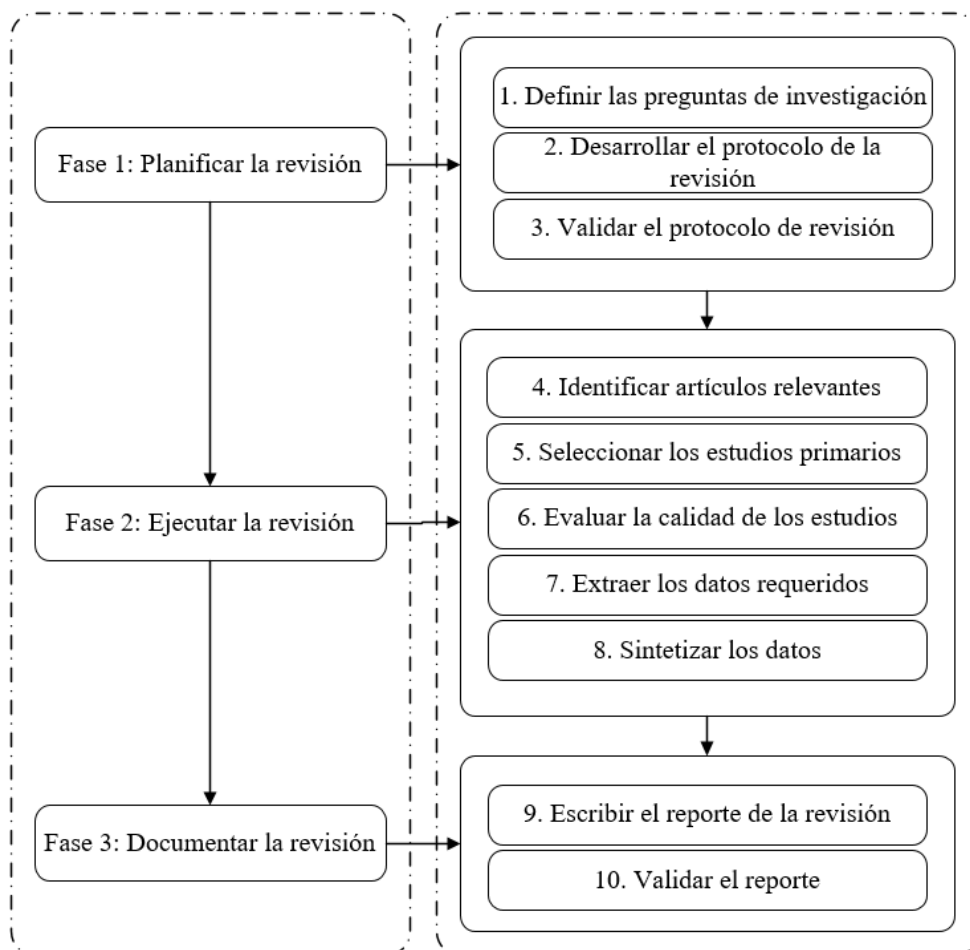 Fase 1: Planificar la revisión
1. Definir las preguntas de investigación
2. Desarrollar el protocolo de la
revisión
3. Validar el protocolo de revisión
Fase 2: Ejecutar la revisión
4. Identificar artículos relevantes
5. Seleccionar los estudios primarios
6. Evaluar la calidad de los estudios
7. Extraer los datos requeridos
8. Sintetizar los datos
Fase 3: Documentar la revisión
9. Escribir el reporte de la revisión
10. Validar el reporte